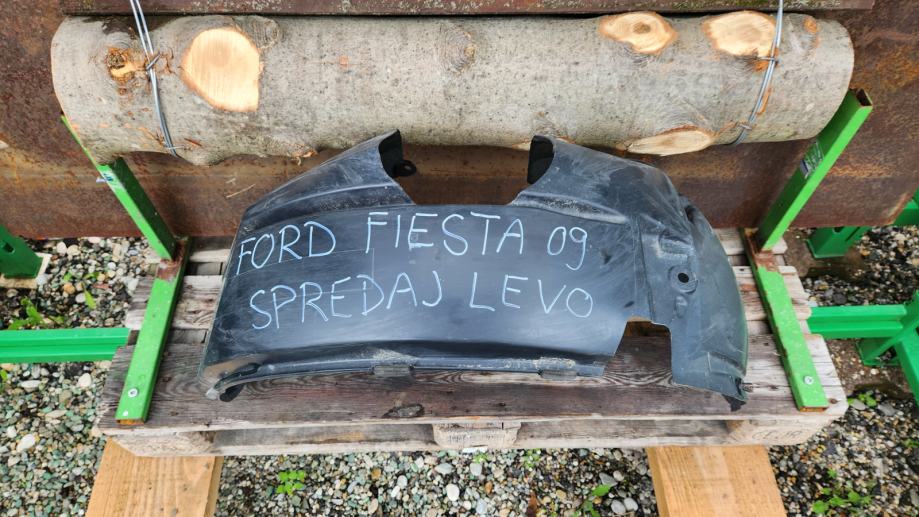 FORD FIESTA 09
SPREDAJ LEVO